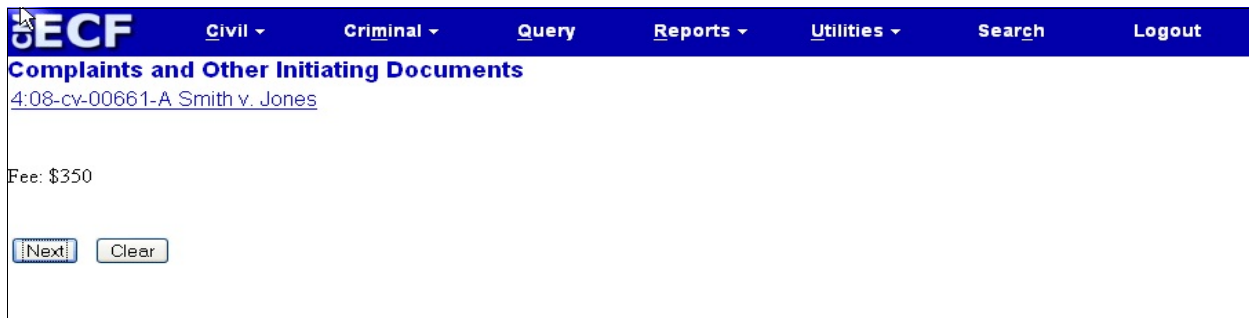 CM ECF Civil Criminal Query Reports Utilities Search Logout
Complaints and Other Initiating Documents
4:08-cv-00661-A Smith v. Jones
Fee: $350
Next Clear